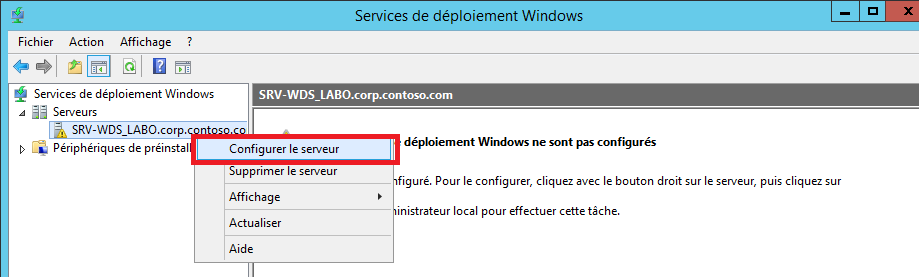 Services de déploiement Windows
Fichier Action Affichage ?
Services de déploiement Windows
Serveurs
SRV-WDS_LABO.corp.contoso.co
Périphériques de préinstall
SRV-WDS_LABO.corp.contoso.com
Configurer le serveur
Supprimer le serveur
Affichage
Actualiser
Aide
e déploiement Windows ne sont pas configurés
nfiguré. Pour le configurer, cliquez avec le bouton droit sur le serveur, puis cliquez sur
ministrateur local pour effectuer cette tâche.